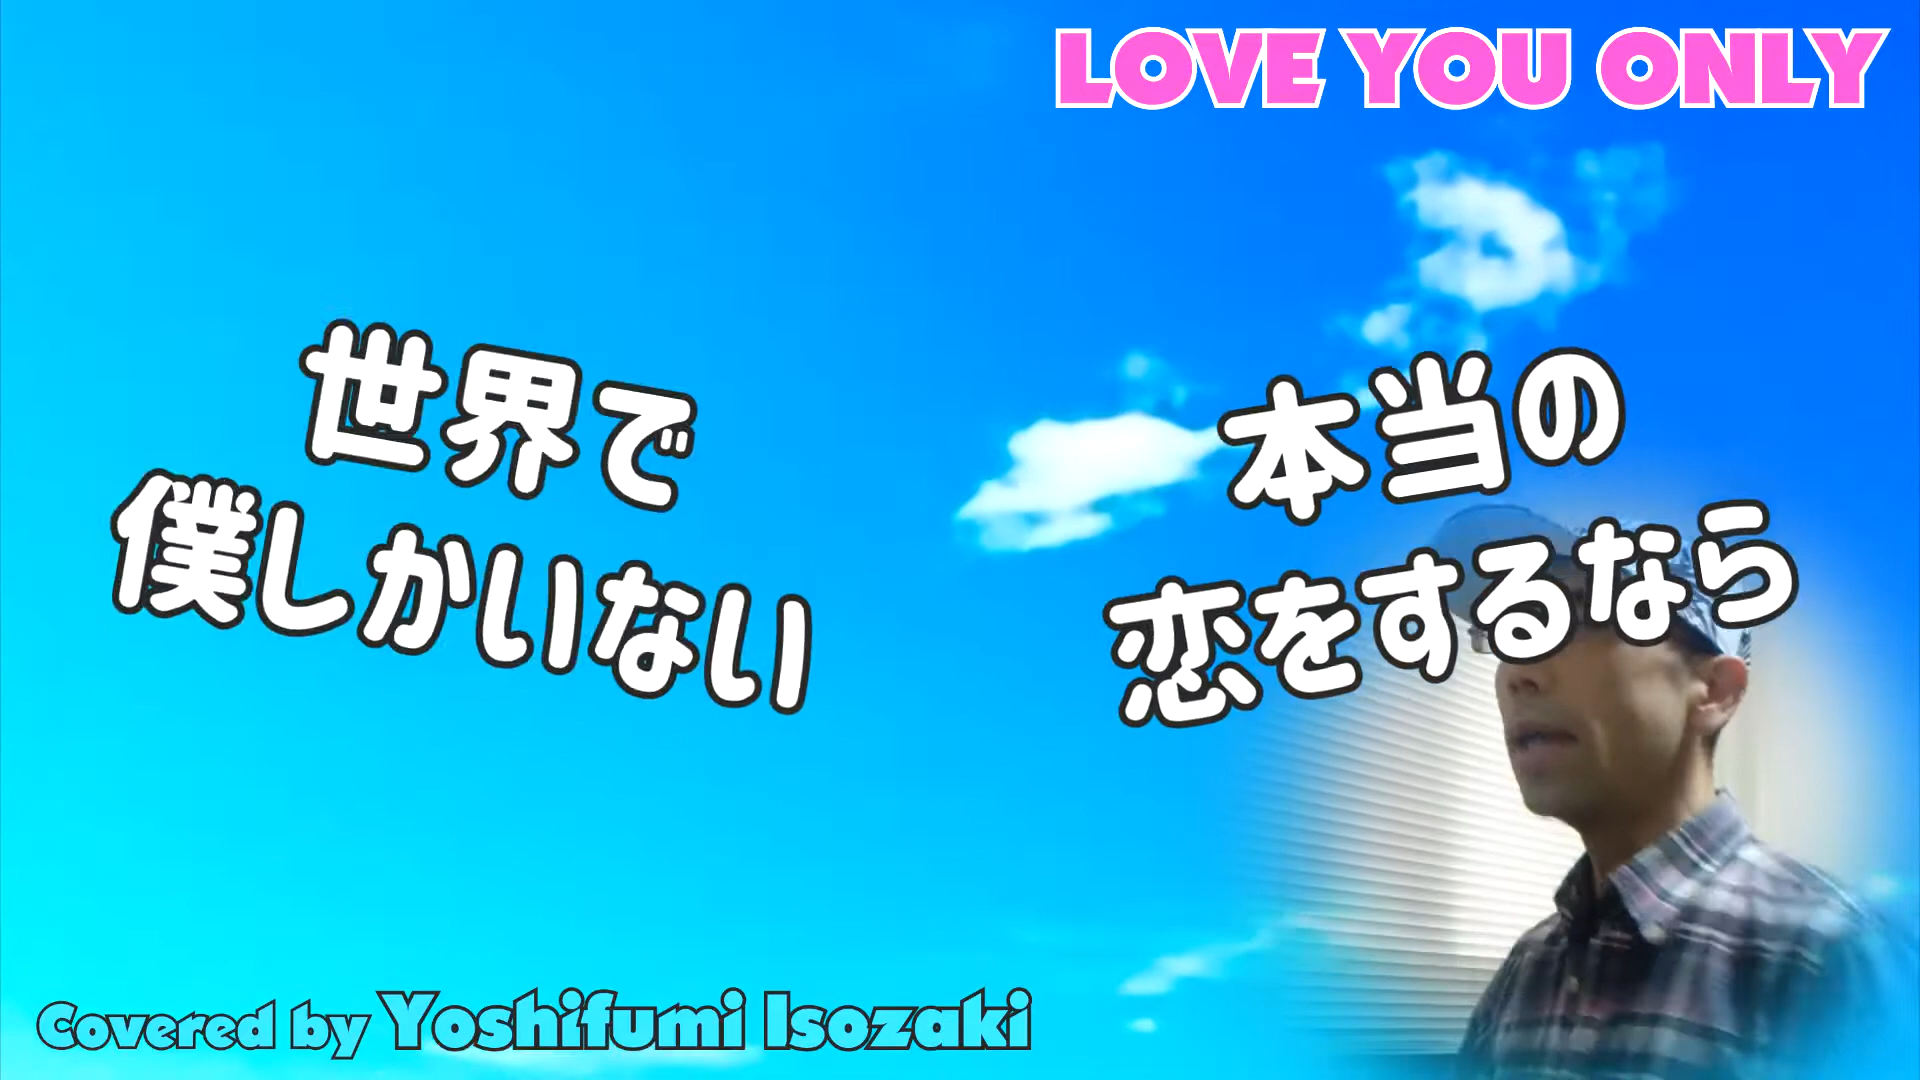 LOVE YOU ONLY
世界で
僕しかいない
本当の
恋をするなら
Covered by Yoshifumi Isozaki